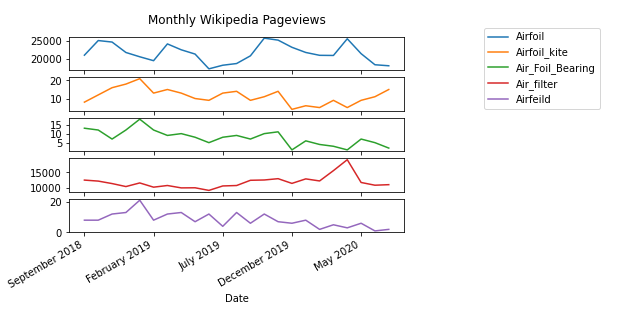 Monthly Wikipedia Pageviews
25000
20000
20
10
15
10
5
15000
10000
20
0
September 2018
February 2019
July 2019
December 2019
May 2020
Date
Airfoil
Airfoil_kite
Air_Foil_Bearing
Air_filter
Airfeild